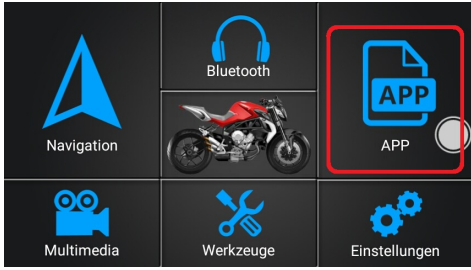 Bluetooth
APP
Navigation
APP
Multimedia
Werkzeuge
Einstellungen